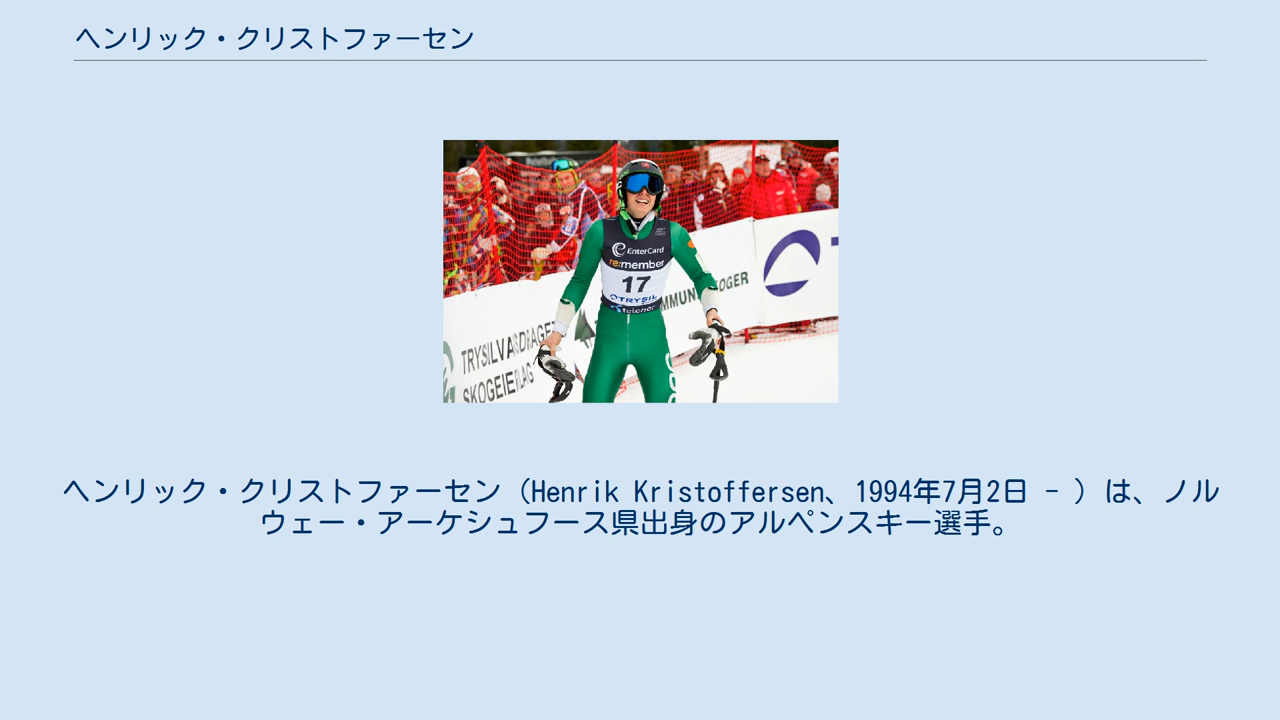 ヘンリック・クリストファーセン
EnterCard
re:member
17
TRYSIL
telenor
KOMMUNESKOGER
TRYSILVASSDRAGET
SKOGEIERLAG
ヘンリック・クリストファーセン（Henrik Kristoffersen、1994年7月2日 - ）は、ノル
ウェー・アーケシュフース県出身のアルペンスキー選手。